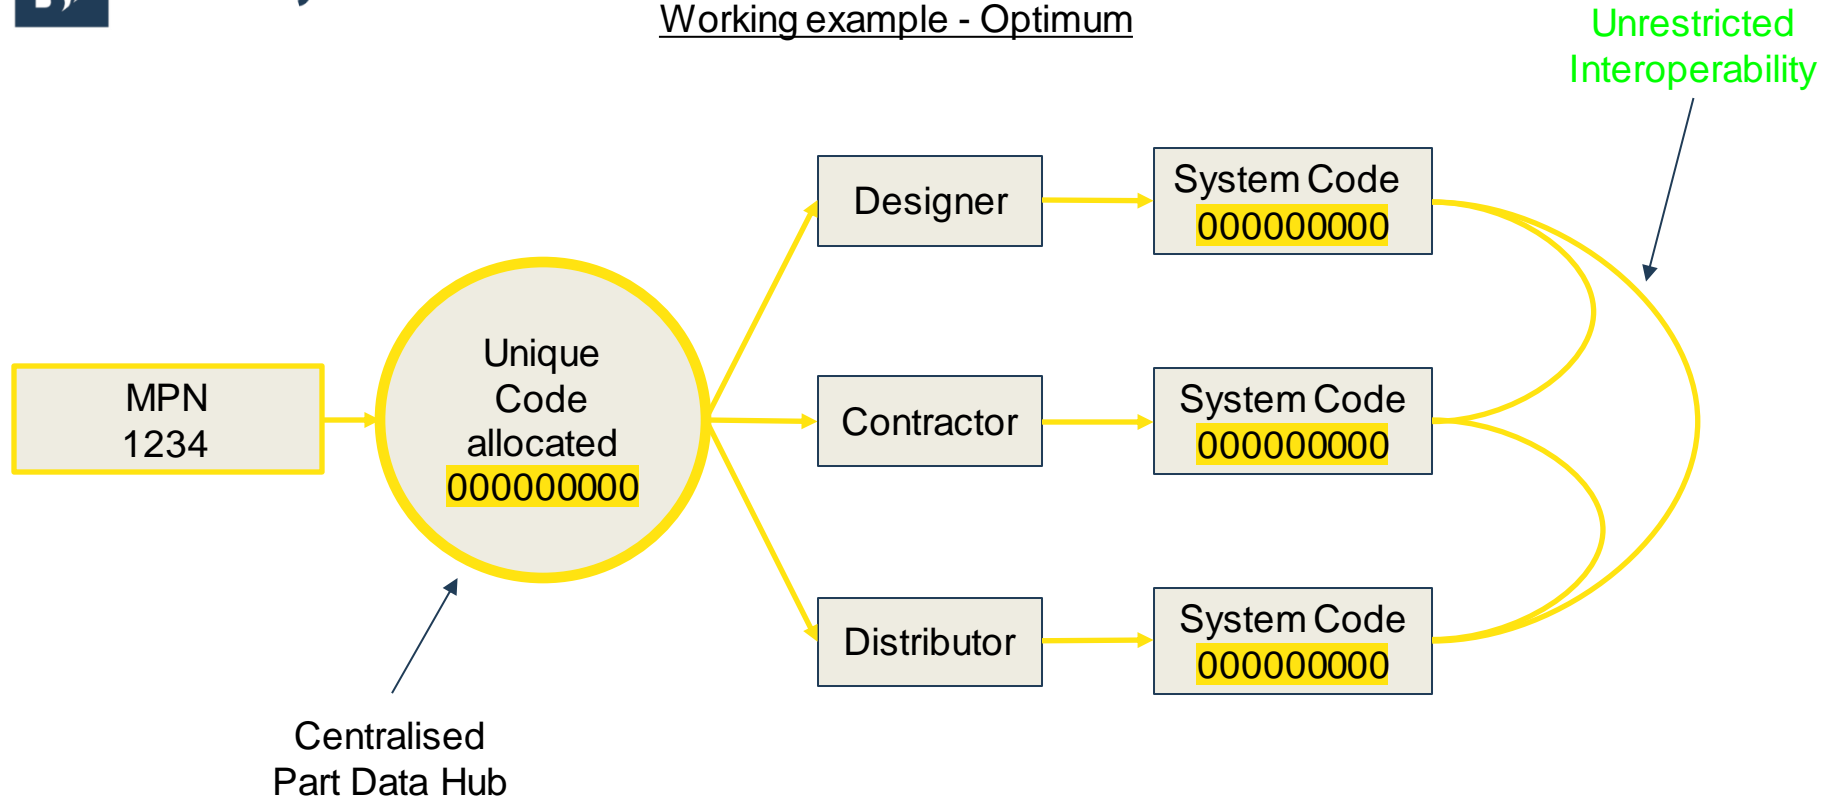 Working example - Optimum
Unrestricted
Interoperability
MPN
1234
Unique
Code
allocated
000000000
Designer
System Code
000000000
Contractor
System Code
000000000
Distributor
System Code
000000000
Centralised
Part Data Hub